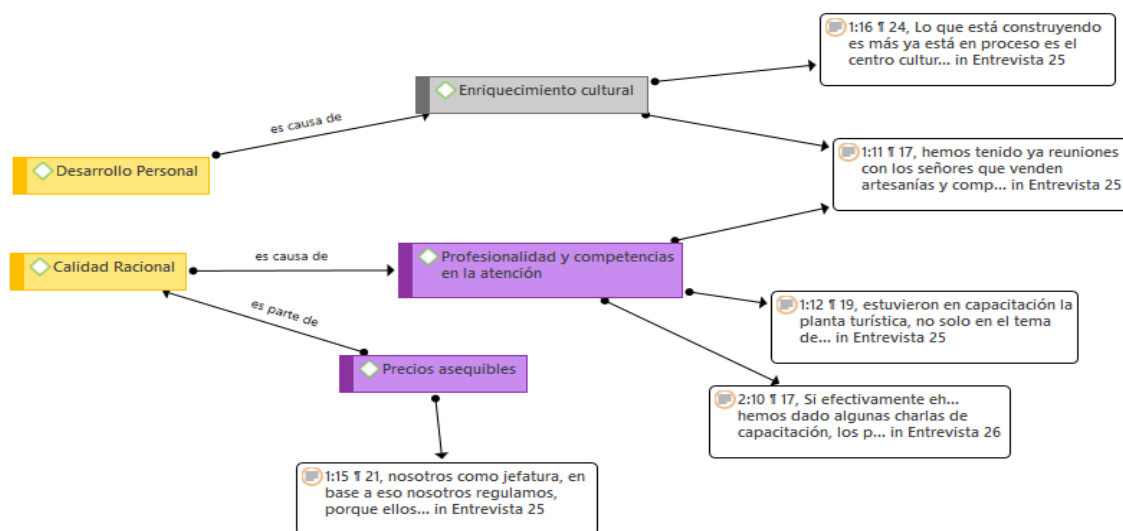 1:16 ¶ 24, Lo que está construyendo
es más ya está en proceso es el
centro cultur... in Entrevista 25
Enriquecimiento cultural
es causa de
Desarrollo Personal
1:11 ¶ 17, hemos tenido ya reuniones
con los señores que venden
artesanías y comp... in Entrevista 25
Calidad Racional
es causa de
Profesionalidad y competencias
en la atención
es parte de
1:12 ¶ 19, estuvieron en capacitación la
planta turística, no solo en el tema
de... in Entrevista 25
Precios asequibles
2:10 ¶ 17, Si efectivamente eh...
hemos dado algunas charlas de
capacitación, los p... in Entrevista 26
1:15 ¶ 21, nosotros como jefatura, en
base a eso nosotros regulamos,
porque ellos... in Entrevista 25